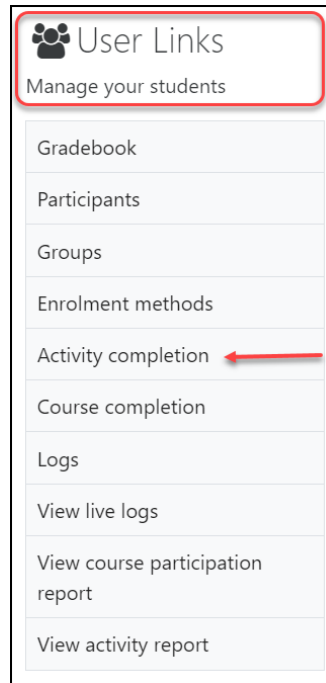 User Links
Manage your students
Gradebook
Participants
Groups
Enrolment methods
Activity completion
Course completion
Logs
View live logs
View course participation
report
View activity report